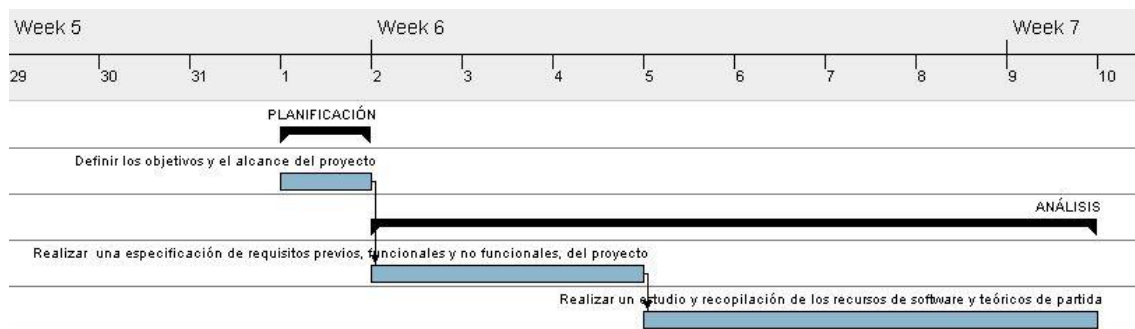 Week 5 Week 6 Week 7
29 30 31 1 2 3 4 5 6 7 8 9 10
PLANIFICACIÓN
Definir los objetivos y el alcance del proyecto
ANÁLISIS
Realizar una especificación de requisitos previos, funcionales y no funcionales, del proyecto
Realizar un estudio y recopilación de los recursos de software y teóricos de partida